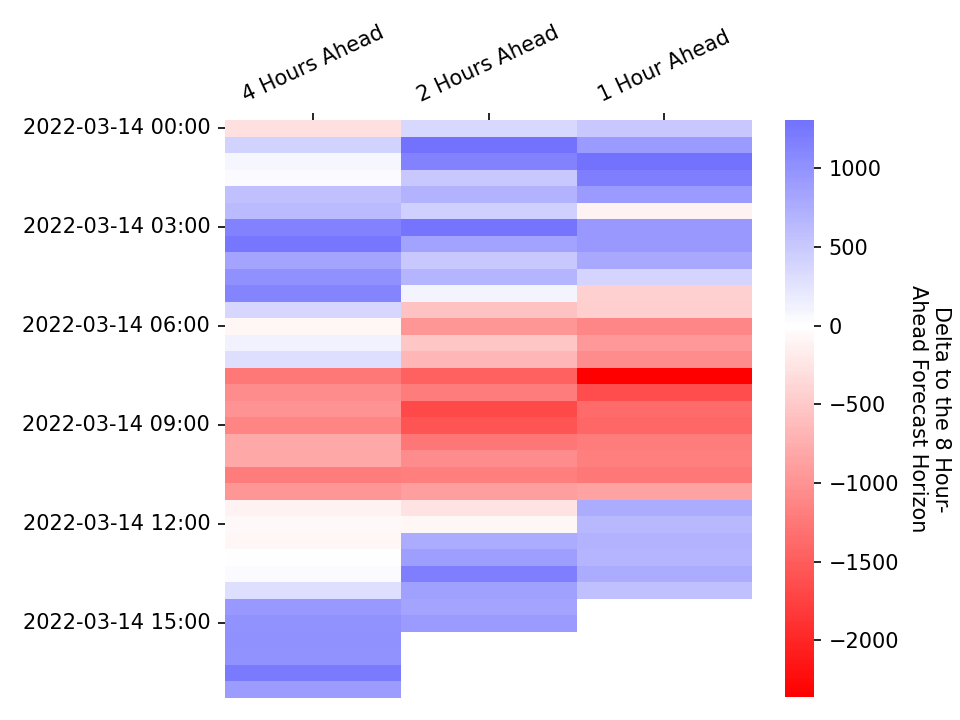 4 Hours Ahead
2 Hours Ahead
1 Hour Ahead
2022-03-14 00:00
2022-03-14 03:00
2022-03-14 06:00
2022-03-14 09:00
2022-03-14 12:00
2022-03-14 15:00
1000
500
0
−500
−1000
−1500
−2000
Delta to the 8 Hour-
Ahead Forecast Horizon